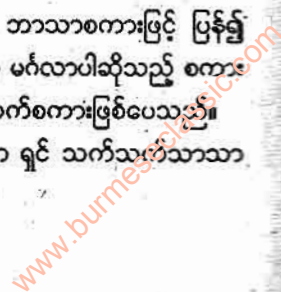 ဘာသာစကားဖြင့် ပြန်၍
မင်္ဂလာပါဆိုသည့် စကား
က်စကားဖြစ်ပေသည်။
ရှင် သက်သက်သာသာ
www.burmeseclassic.com